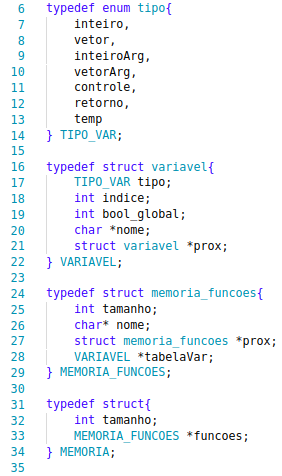 6 typedef enum tipo{
7 inteiro,
8 vetor,
9 inteiroArg,
10 vetorArg,
11 controle,
12 retorno,
13 temp
14 } TIPO_VAR;
15
16 typedef struct variavel{
17 TIPO_VAR tipo;
18 int indice;
19 int bool_global;
20 char *nome;
21 struct variavel *prox;
22 } VARIAVEL;
23
24 typedef struct memoria_funcoes{
25 int tamanho;
26 char* nome;
27 struct memoria_funcoes *prox;
28 VARIAVEL *tabelaVar;
29 } MEMORIA_FUNCOES;
30
31 typedef struct{
32 int tamanho;
33 MEMORIA_FUNCOES *funcoes;
34 } MEMORIA;
35